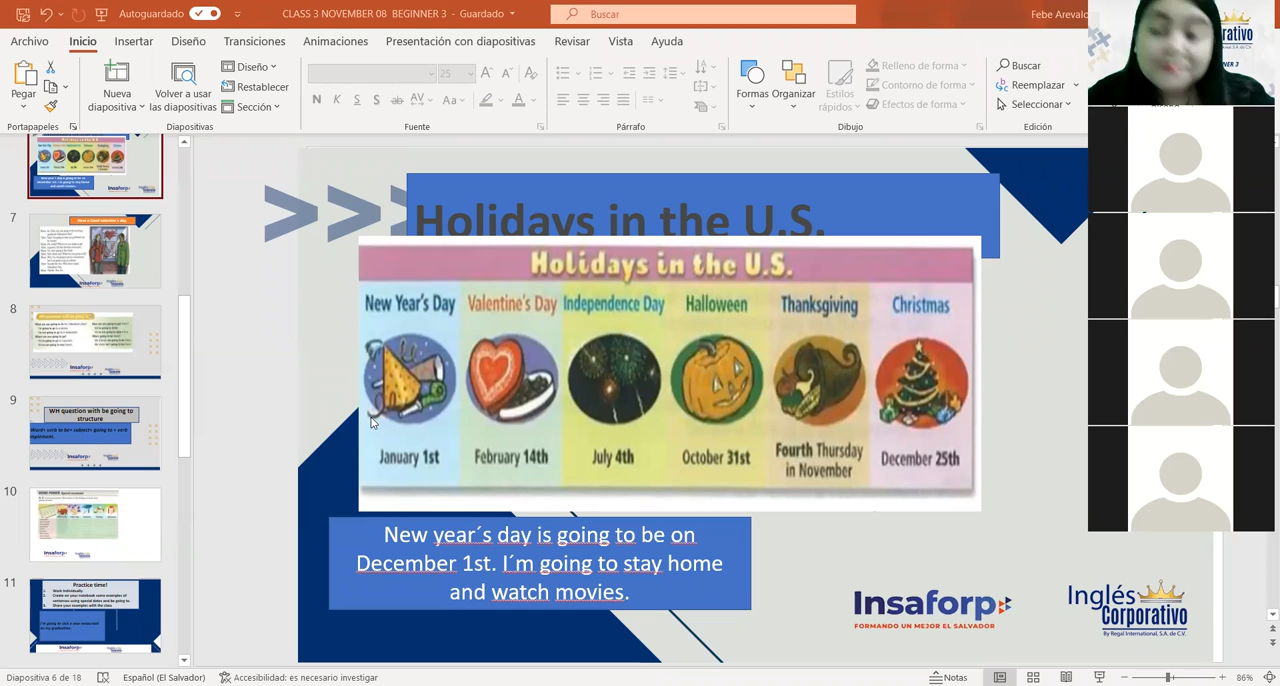 Autoguardado
CLASS 3 NOVEMBER 08 BEGINNER 3 - Guardado
Buscar
Febe Arevalo
Archivo Inicio Insertar Diseño Transiciones Animaciones Presentación con diapositivas Revisar Vista Ayuda
Pegar
Nueva diapositiva
Volver a usar las diapositivas
Diseño
Restablecer
Sección
25
N K S S ab AV Aa A
Formas
Organizar
Estilos rápidos
Relleno de forma
Contorno de forma
Efectos de forma
Buscar
Reemplazar
Seleccionar
Portapapeles
Diapositivas
Fuente
Párrafo
Dibujo
Edición
7
8
9
WH question with be going to
structure
10
11
Practice time!
Holidays in the U.S.
Holidays in the U.S.
New Year's Day Valentine's Day Independence Day Halloween Thanksgiving Christmas
January 1st February 14th July 4th October 31st Fourth Thursday in November December 25th
New year´s day is going to be on
December 1st. I´m going to stay home
and watch movies.
Insaforp
FORMANDO UN MEJOR EL SALVADOR
Inglés
Corporativo
By Regal International, S.A. de C.V.
Diapositiva 6 de 18
Español (El Salvador)
Accesibilidad: es necesario investigar
Notas
86%